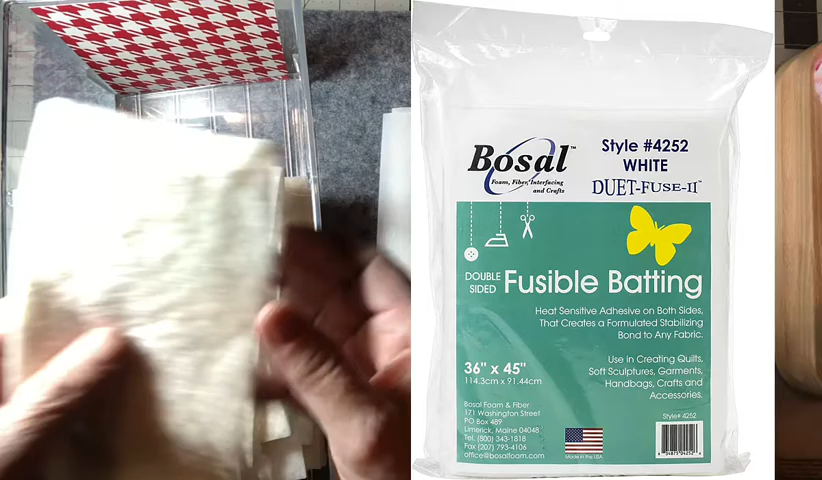 Bosal™
Foam, Fiber, Interfacing
and Crafts
Style #4252
WHITE
DUET-FUSE-II™
DOUBLE
SIDED
Fusible Batting
Heat Sensitive Adhesive on Both Sides,
That Creates a Formulated Stabilizing
Bond to Any Fabric.
36" x 45"
114.3cm x 91.44cm
Use in Creating Quilts,
Soft Sculptures, Garments,
Handbags, Crafts and
Accessories.
Bosal Foam & Fiber
171 Washington Street
PO Box 489
Limerick, Maine 04048
Tel. (800) 343-1818
Fax (207) 793-4106
office@bosalfoam.com
Made in the USA
Style# 4252